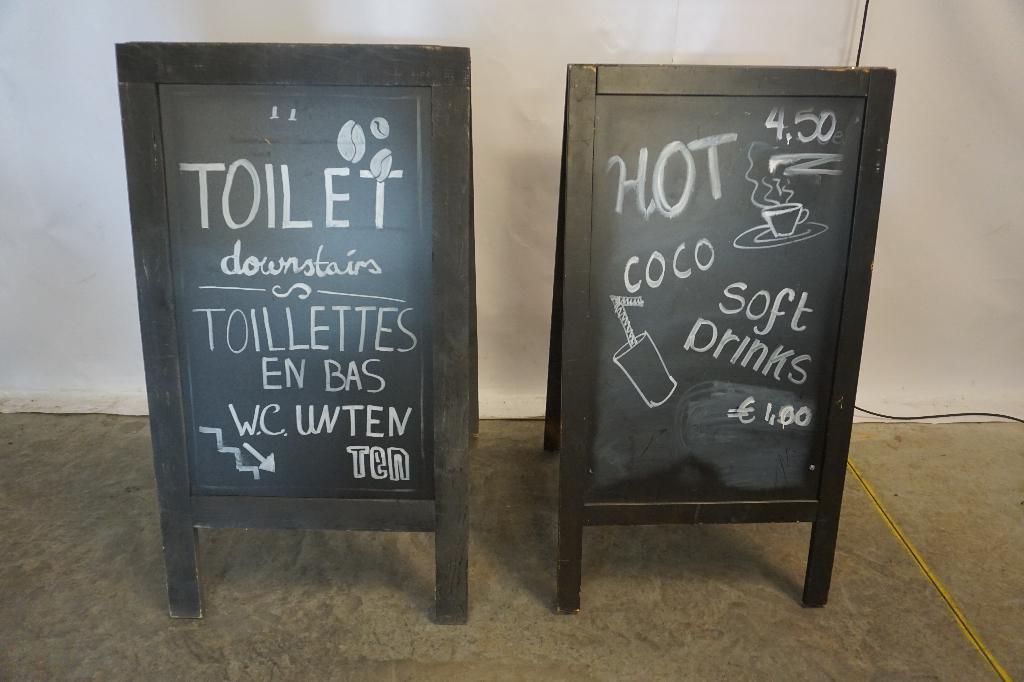 TOILET
downstairs
TOILLETTES
EN BAS
W.C. UNTEN
TEN
4,50
HOT
COCO
Soft
Drinks
€ 1,00